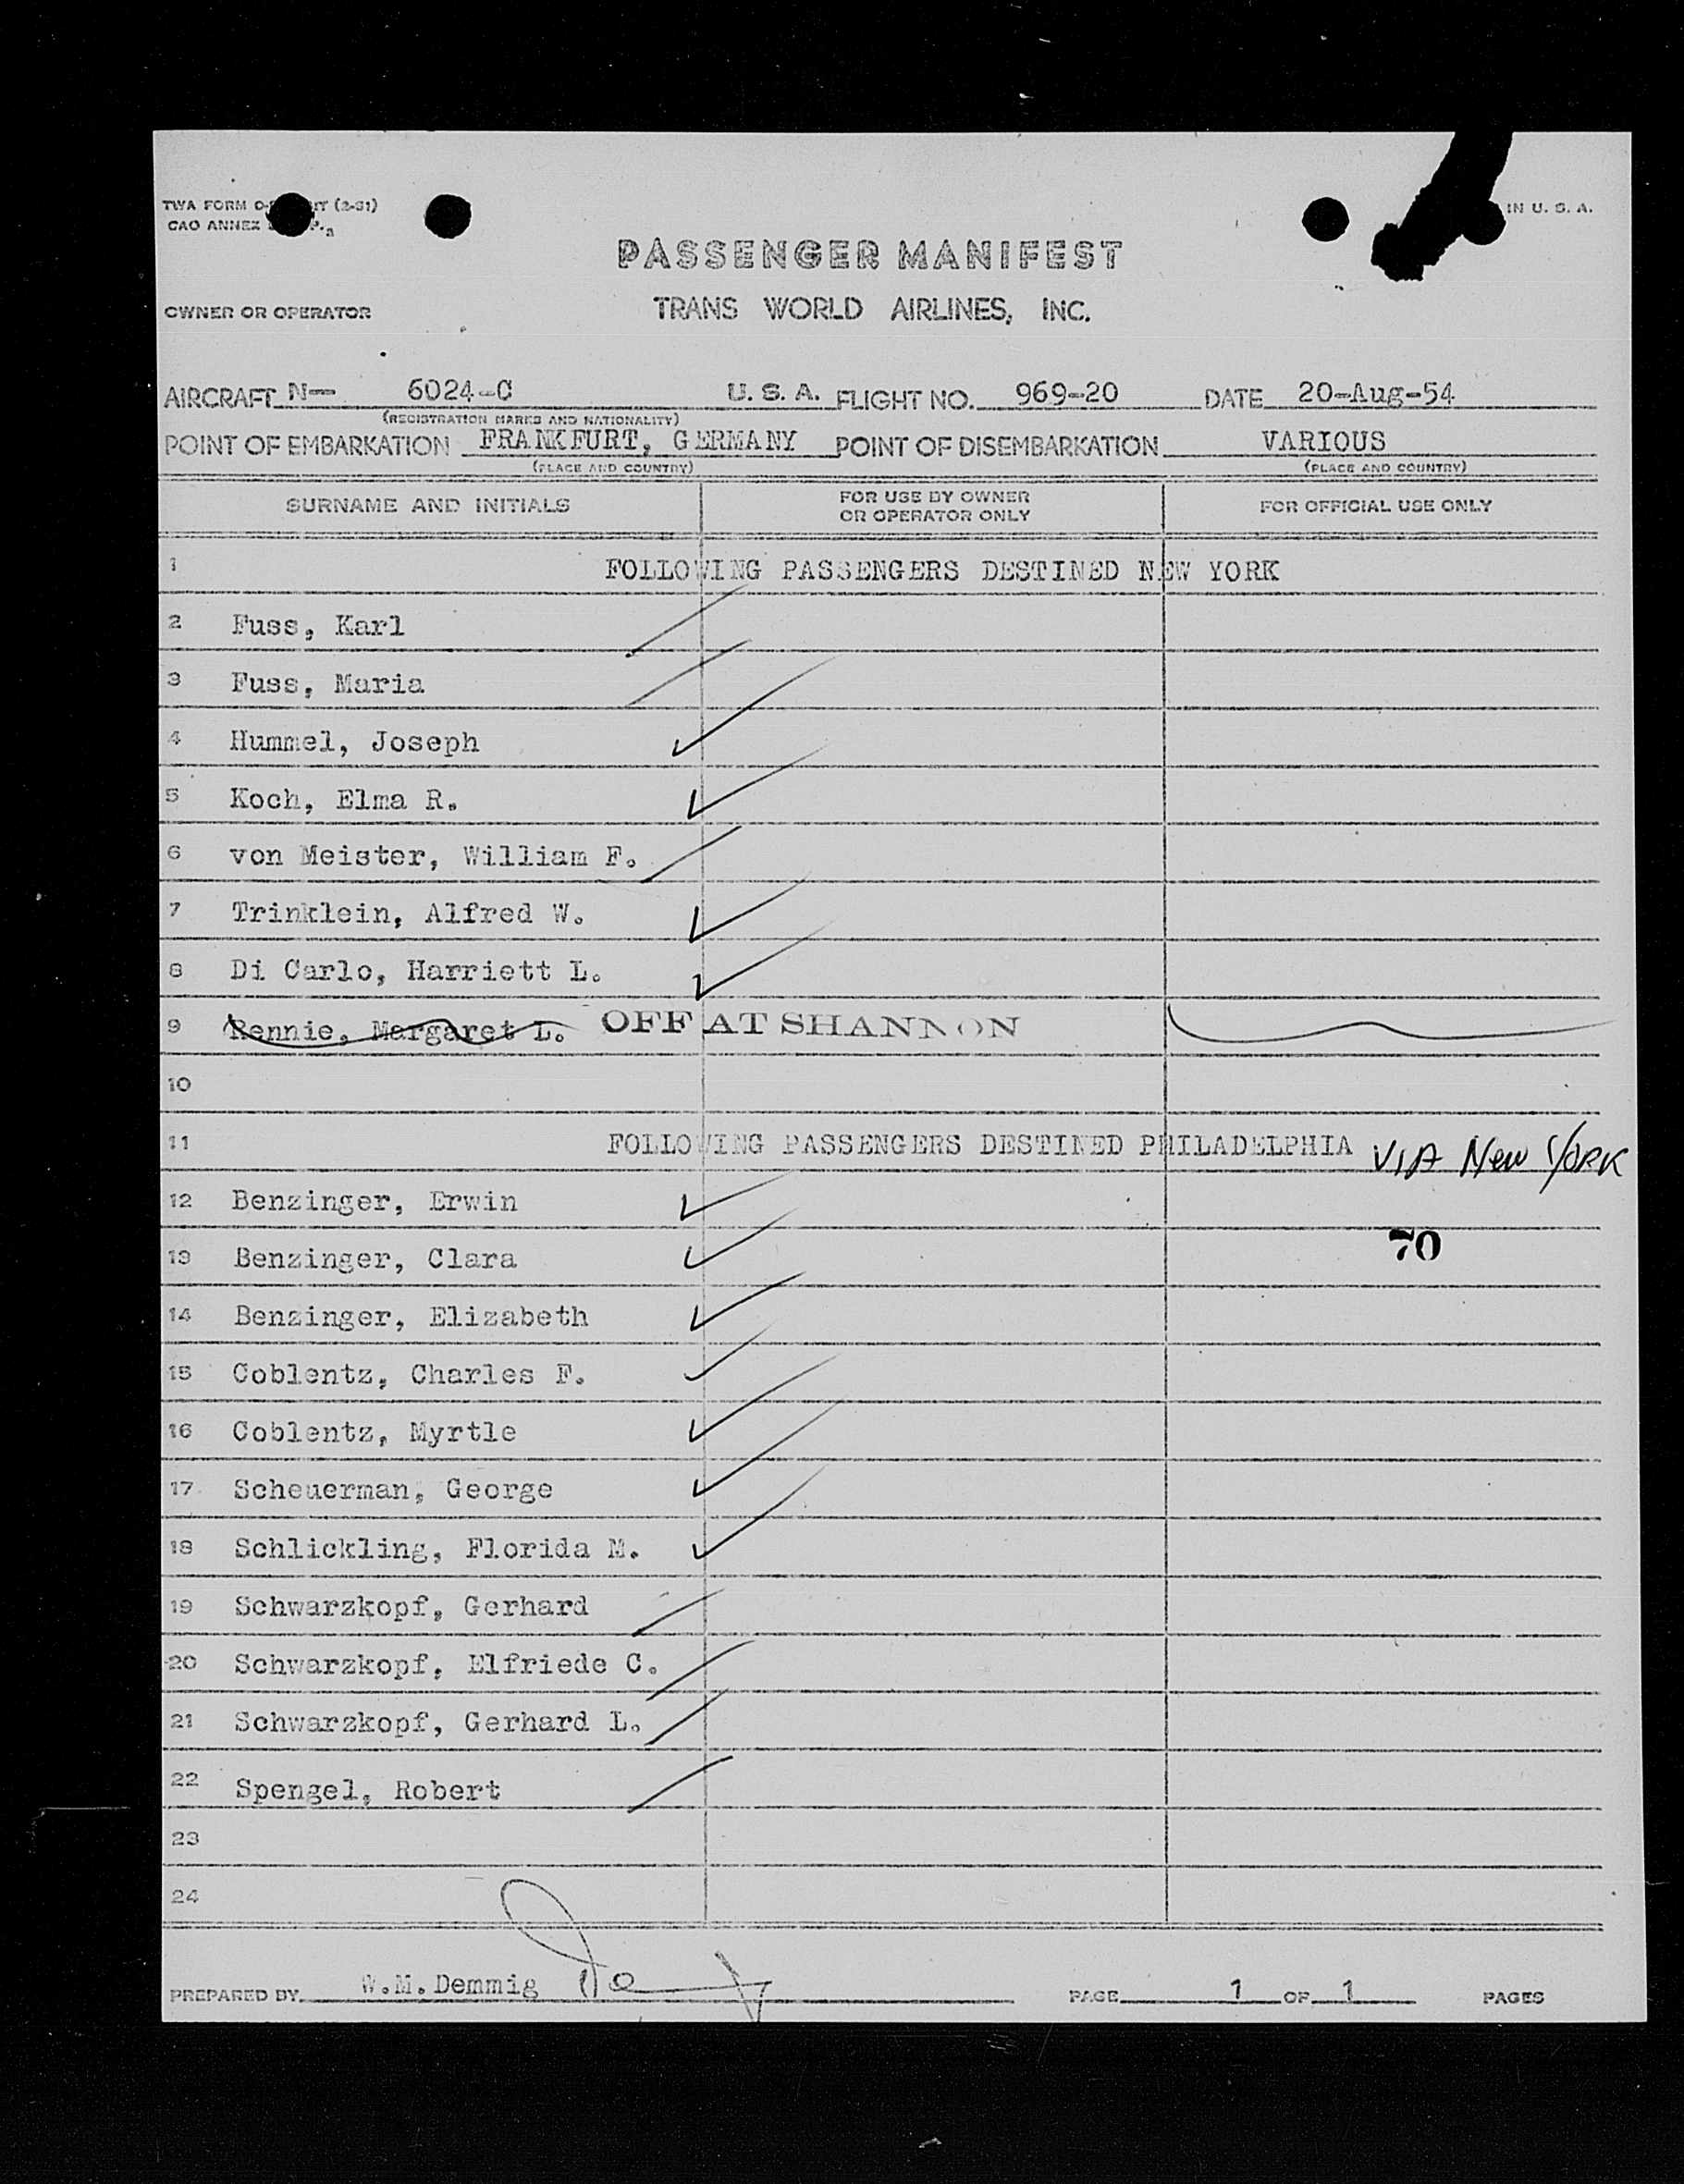 TWA FORM (2-51)
CAO ANNEX
IN U. S. A.
PASSENGER MANIFEST
OWNER OR OPERATOR TRANS WORLD AIRLINES, INC.
AIRCRAFT N— 6024-C U. S. A. FLIGHT NO. 969-20 DATE 20-Aug-54
(REGISTRATION MARKS AND NATIONALITY)
POINT OF EMBARKATION FRANKFURT, GERMANY POINT OF DISEMBARKATION VARIOUS
(PLACE AND COUNTRY) (PLACE AND COUNTRY)
SURNAME AND INITIALS FOR USE BY OWNER OR OPERATOR ONLY FOR OFFICIAL USE ONLY
1 FOLLOWING PASSENGERS DESTINED NEW YORK
2 Fuss, Karl
3 Fuss, Maria
4 Hummel, Joseph
5 Koch, Elma R.
6 von Meister, William F.
7 Trinklein, Alfred W.
8 Di Carlo, Harriett L.
9 Rennie, Margaret L. OFF AT SHANNON
10
11 FOLLOWING PASSENGERS DESTINED PHILADELPHIA VIA New YORK
12 Benzinger, Erwin
13 Benzinger, Clara 70
14 Benzinger, Elizabeth
15 Coblentz, Charles F.
16 Coblentz, Myrtle
17 Scheuerman, George
18 Schlickling, Florida M.
19 Schwarzkopf, Gerhard
20 Schwarzkopf, Elfriede C.
21 Schwarzkopf, Gerhard L.
22 Spengel, Robert
23
24
PREPARED BY W.M. Demmig PAGE 1 OF 1 PAGES